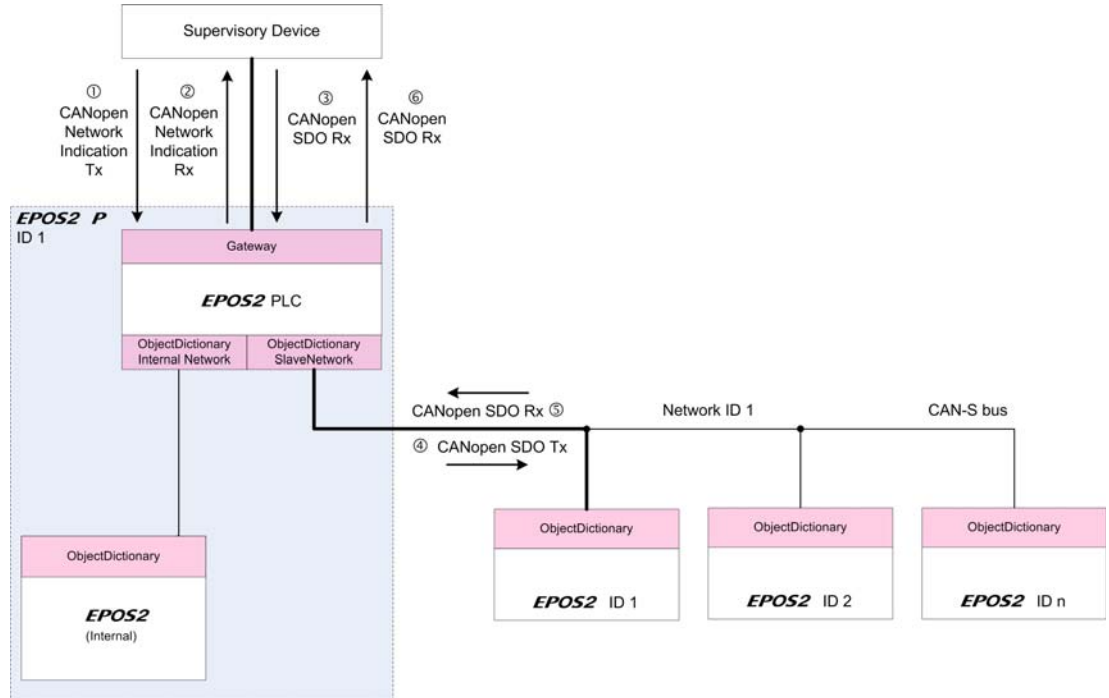 Supervisory Device
①
CANopen
Network
Indication
Tx
②
CANopen
Network
Indication
Rx
③
CANopen
SDO Rx
⑥
CANopen
SDO Rx
EPOS2 P
ID 1
Gateway
EPOS2 PLC
ObjectDictionary
Internal Network
ObjectDictionary
SlaveNetwork
CANopen SDO Rx ⑤
④ CANopen SDO Tx
Network ID 1
CAN-S bus
ObjectDictionary
EPOS2
(Internal)
ObjectDictionary
EPOS2 ID 1
ObjectDictionary
EPOS2 ID 2
ObjectDictionary
EPOS2 ID n